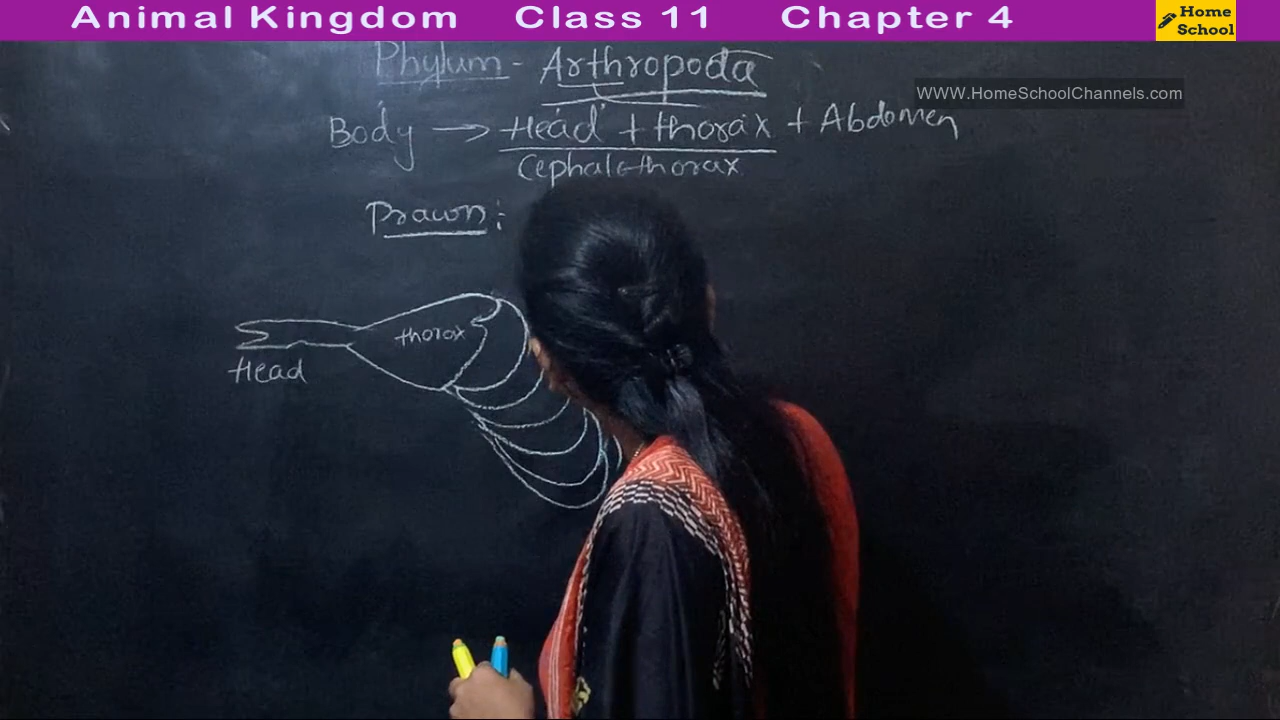 Animal Kingdom Class 11 Chapter 4
Home School
Phylum - Arthropoda
WWW.HomeSchoolChannels.com
Body → Head + thorax + Abdomen
Cephalothorax
Prawn :
thorax
Head